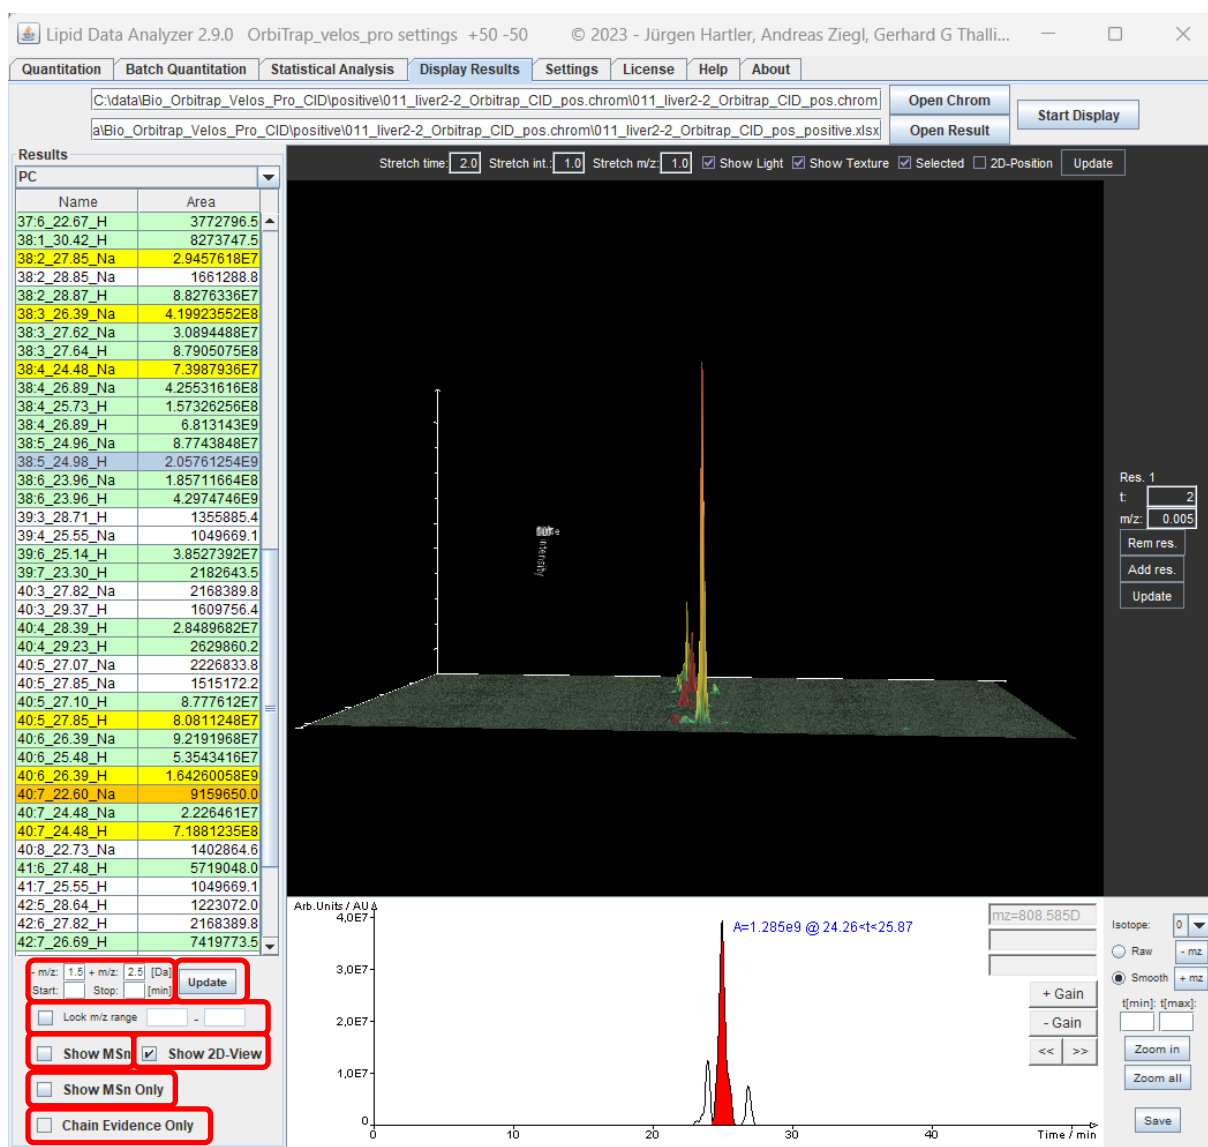 Lipid Data Analyzer 2.9.0 OrbiTrap_velos_pro settings +50 -50 © 2023 - Jürgen Hartler, Andreas Ziegl, Gerhard G Thalli...
Quantitation Batch Quantitation Statistical Analysis Display Results Settings License Help About
C:\data\Bio_Orbitrap_Velos_Pro_CID\positive\011_liver2-2_Orbitrap_CID_pos.chrom\011_liver2-2_Orbitrap_CID_pos.chrom Open Chrom
Start Display
a\Bio_Orbitrap_Velos_Pro_CID\positive\011_liver2-2_Orbitrap_CID_pos.chrom\011_liver2-2_Orbitrap_CID_pos_positive.xlsx Open Result
Results
PC
Name Area
37:6_22.67_H 3772796.5
38:1_30.42_H 8273747.5
38:2_27.85_Na 2.9457618E7
38:2_28.85_Na 1661288.8
38:2_28.87_H 8.8276336E7
38:3_26.39_Na 4.19923552E8
38:3_27.62_Na 3.0894488E7
38:3_27.64_H 8.7905075E8
38:4_24.48_Na 7.3987936E7
38:4_26.89_Na 4.25531616E8
38:4_25.73_H 1.57326256E8
38:4_26.89_H 6.813143E9
38:5_24.96_Na 8.7743848E7
38:5_24.98_H 2.05761254E9
38:6_23.96_Na 1.85711664E8
38:6_23.96_H 4.2974746E9
39:3_28.71_H 1355885.4
39:4_25.55_Na 1049669.1
39:6_25.14_H 3.8527392E7
39:7_23.30_H 2182643.5
40:3_27.82_Na 2168389.8
40:3_29.37_H 1609756.4
40:4_28.39_H 2.8489682E7
40:4_29.23_H 2629860.2
40:5_27.07_Na 2226833.8
40:5_27.85_Na 1515172.2
40:5_27.10_H 8.777612E7
40:5_27.85_H 8.0811248E7
40:6_26.39_Na 9.2191968E7
40:6_25.48_H 5.3543416E7
40:6_26.39_H 1.64260058E9
40:7_22.60_Na 9159650.0
40:7_24.48_Na 2.226461E7
40:7_24.48_H 7.1881235E8
40:8_22.73_Na 1402864.6
41:6_27.48_H 5719048.0
41:7_25.55_H 1049669.1
42:5_28.64_H 1223072.0
42:6_27.82_H 2168389.8
42:7_26.69_H 7419773.5
- m/z: 1.5 + m/z: 2.5 [Da]
Start: Stop: [min]
Update
Lock m/z range -
Show MSn Show 2D-View
Show MSn Only
Chain Evidence Only
Stretch time: 2.0 Stretch int.: 1.0 Stretch m/z: 1.0 Show Light Show Texture Selected 2D-Position Update
intensity
Res. 1
t: 2
m/z: 0.005
Rem res.
Add res.
Update
Arb.Units / AU
4,0E7
3,0E7
2,0E7
1,0E7
0
0 10 20 30 40 Time / min
A=1.285e9 @ 24.26<t<25.87
mz=808.585D
+ Gain
- Gain
<< >>
Isotope: 0
Raw - mz
Smooth + mz
t[min]: t[max]:
Zoom in
Zoom all
Save